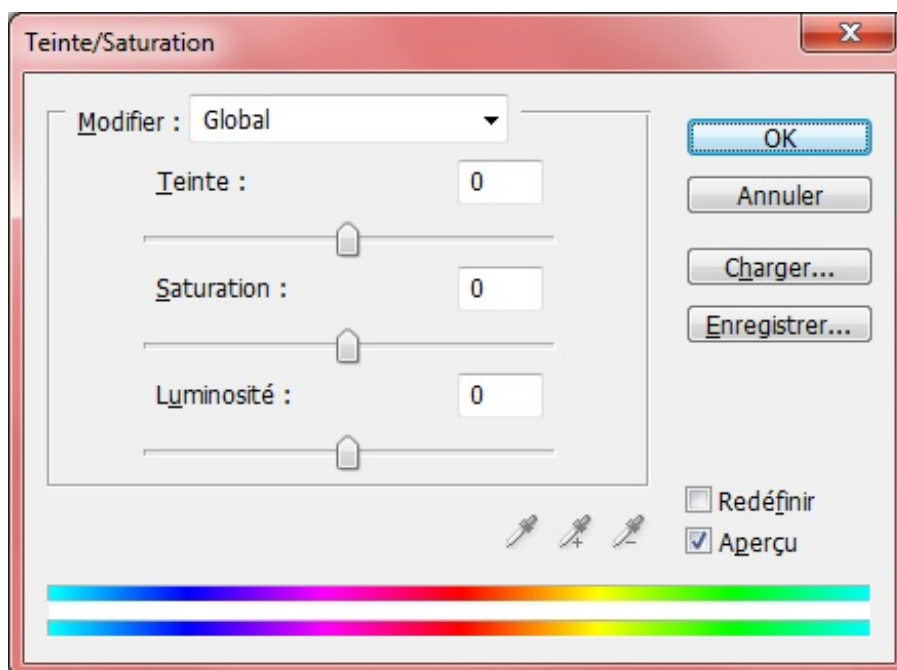 Teinte/Saturation
Modifier : Global
OK
Teinte : 0
Annuler
Charger...
Saturation : 0
Enregistrer...
Luminosité : 0
Redéfinir
Aperçu